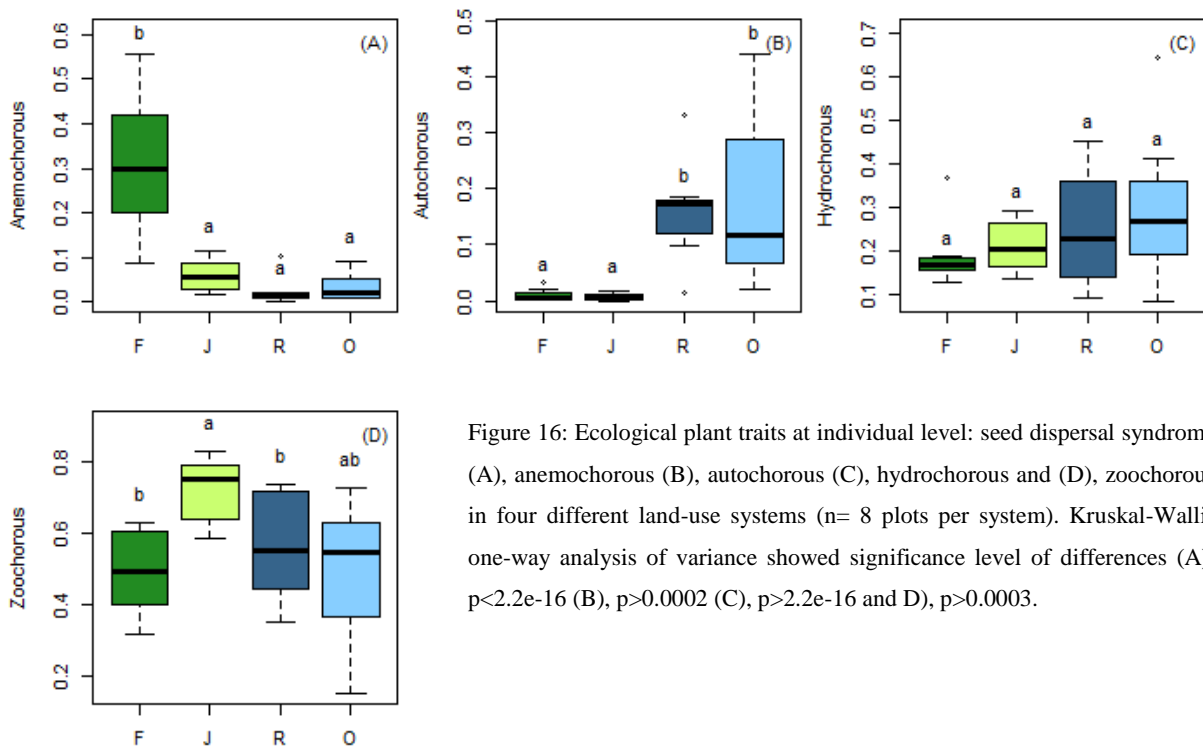 (A)
Anemochorous
0.0 0.1 0.2 0.3 0.4 0.5 0.6
b a a a
F J R O
(B)
Autochorous
0.0 0.1 0.2 0.3 0.4 0.5
a a b b
F J R O
(C)
Hydrochorous
0.1 0.2 0.3 0.4 0.5 0.6 0.7
a a a a
F J R O
(D)
Zoochorous
0.2 0.4 0.6 0.8
b a b ab
F J R O
Figure 16: Ecological plant traits at individual level: seed dispersal syndrom
(A), anemochorous (B), autochorous (C), hydrochorous and (D), zoochorou
in four different land-use systems (n= 8 plots per system). Kruskal-Walli
one-way analysis of variance showed significance level of differences (A)
p<2.2e-16 (B), p>0.0002 (C), p>2.2e-16 and D), p>0.0003.